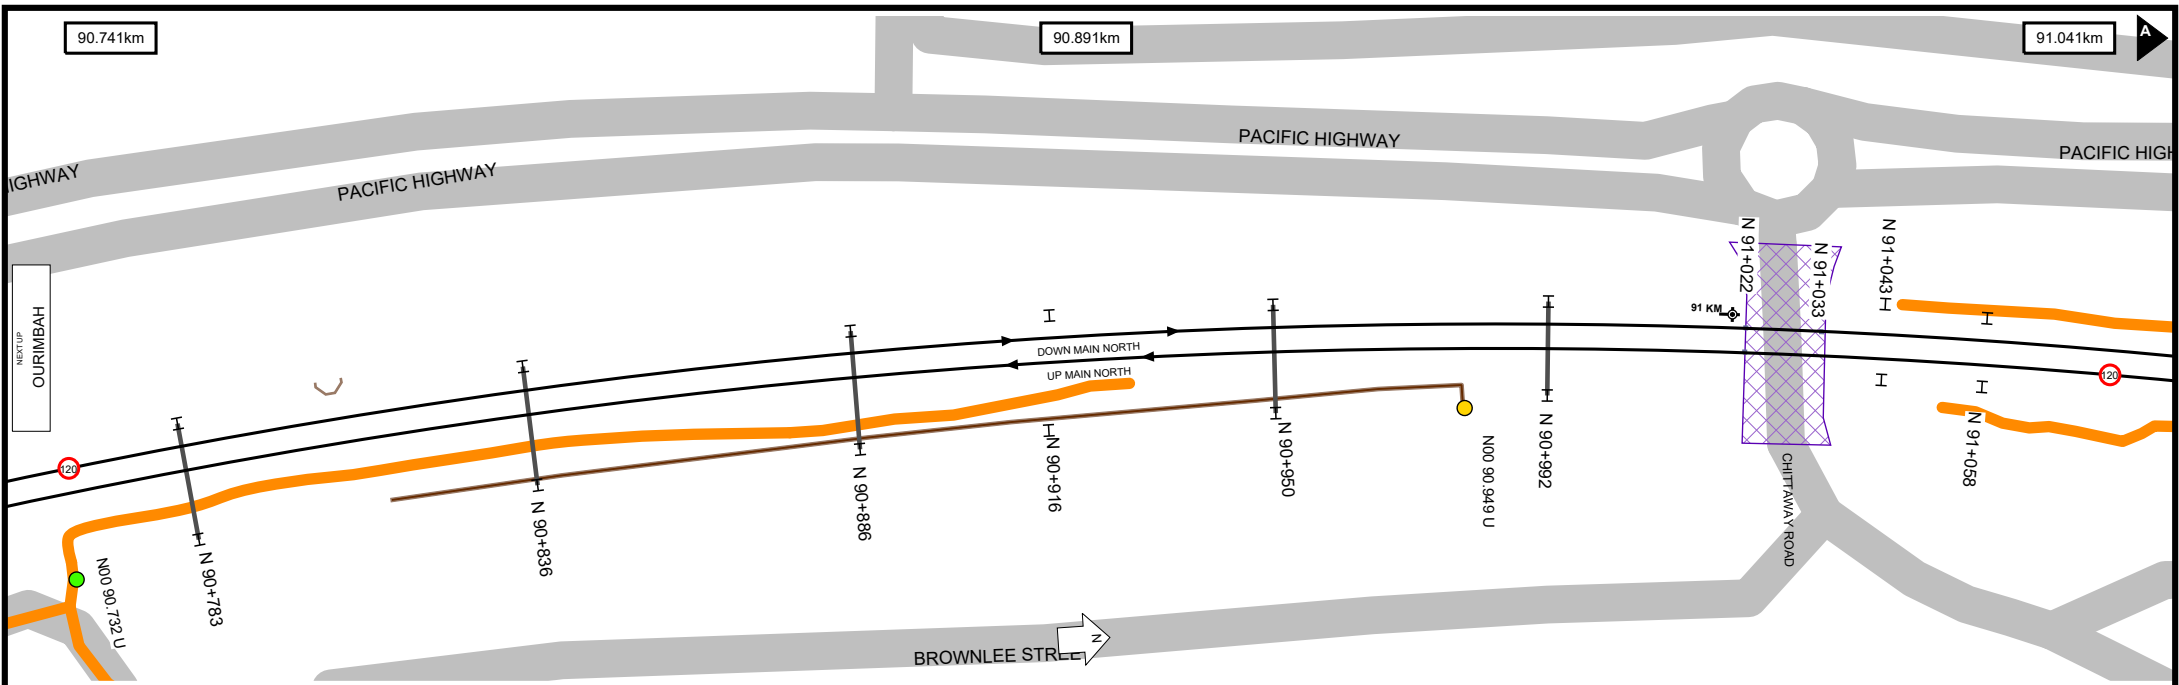 90.741km
90.891km
91.041km
A
PACIFIC HIGHWAY
IGHWAY
PACIFIC HIGH
PACIFIC HIGHWAY
N 91+022
N 91+033
N 91+043
91 KM
NEXT UP
OURIMBAH
DOWN MAIN NORTH
UP MAIN NORTH
120
120
N 90+783
N 90+836
N 90+886
N 90+916
N 90+950
N00 90.949 U
N 90+992
N 91+058
CHITTAWAY ROAD
N00 90.732 U
BROWNLEE STREE
N